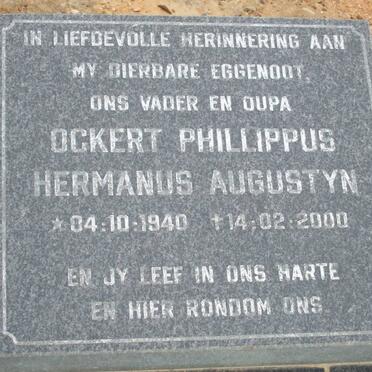 IN LIEFDEVOLLE HERINNERING AAN
MY DIERBARE EGGENOOT,
ONS VADER EN OUPA
OCKERT PHILLIPPUS
HERMANUS AUGUSTYN
★04·10·1940 †14·02·2000
EN JY LEEF IN ONS HARTE
EN HIER RONDOM ONS